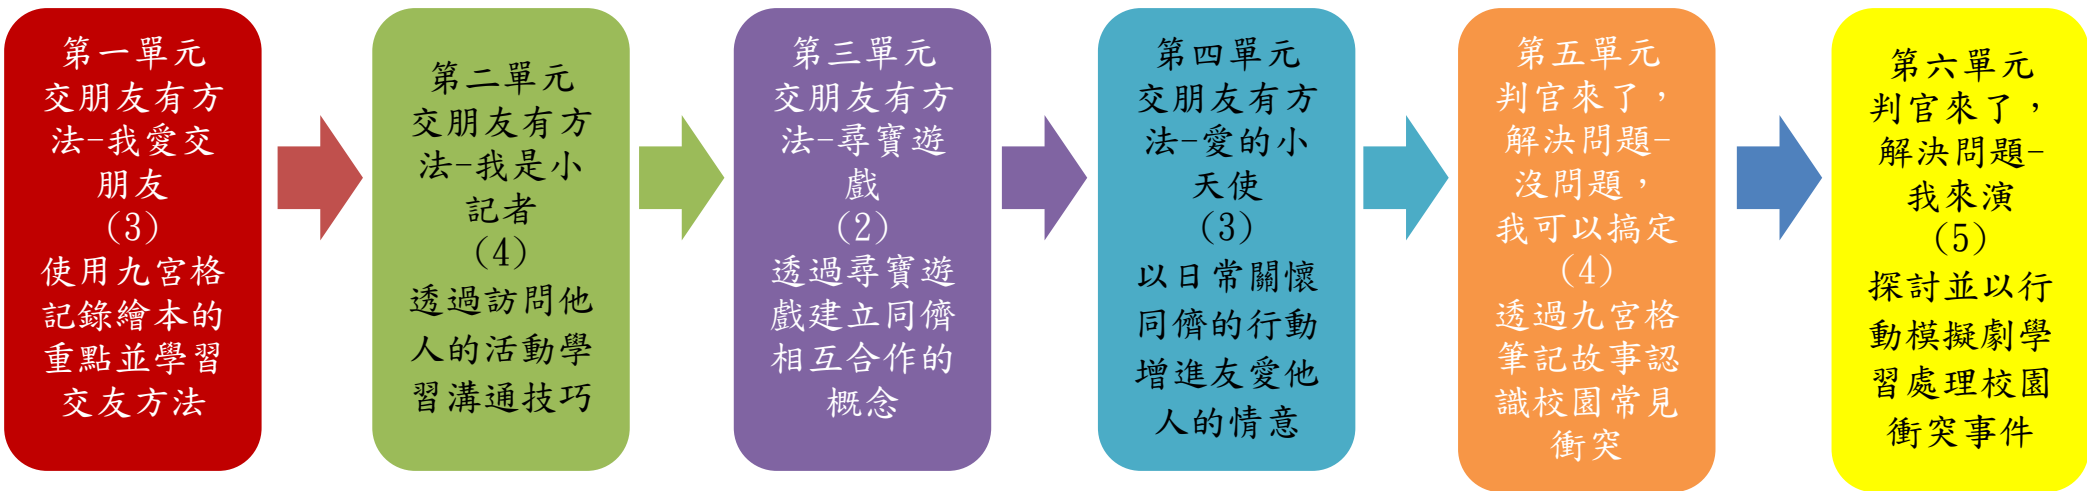 第一單元
交朋友有方
法-我愛交
朋友
(3)
使用九宮格
記錄繪本的
重點並學習
交友方法
第二單元
交朋友有方
法-我是小
記者
(4)
透過訪問他
人的活動學
習溝通技巧
第三單元
交朋友有方
法-尋寶遊
戲
(2)
透過尋寶遊
戲建立同儕
相互合作的
概念
第四單元
交朋友有方
法-愛的小
天使
(3)
以日常關懷
同儕的行動
增進友愛他
人的情意
第五單元
判官來了，
解決問題-
沒問題，
我可以搞定
(4)
透過九宮格
筆記故事認
識校園常見
衝突
第六單元
判官來了，
解決問題-
我來演
(5)
探討並以行
動模擬劇學
習處理校園
衝突事件